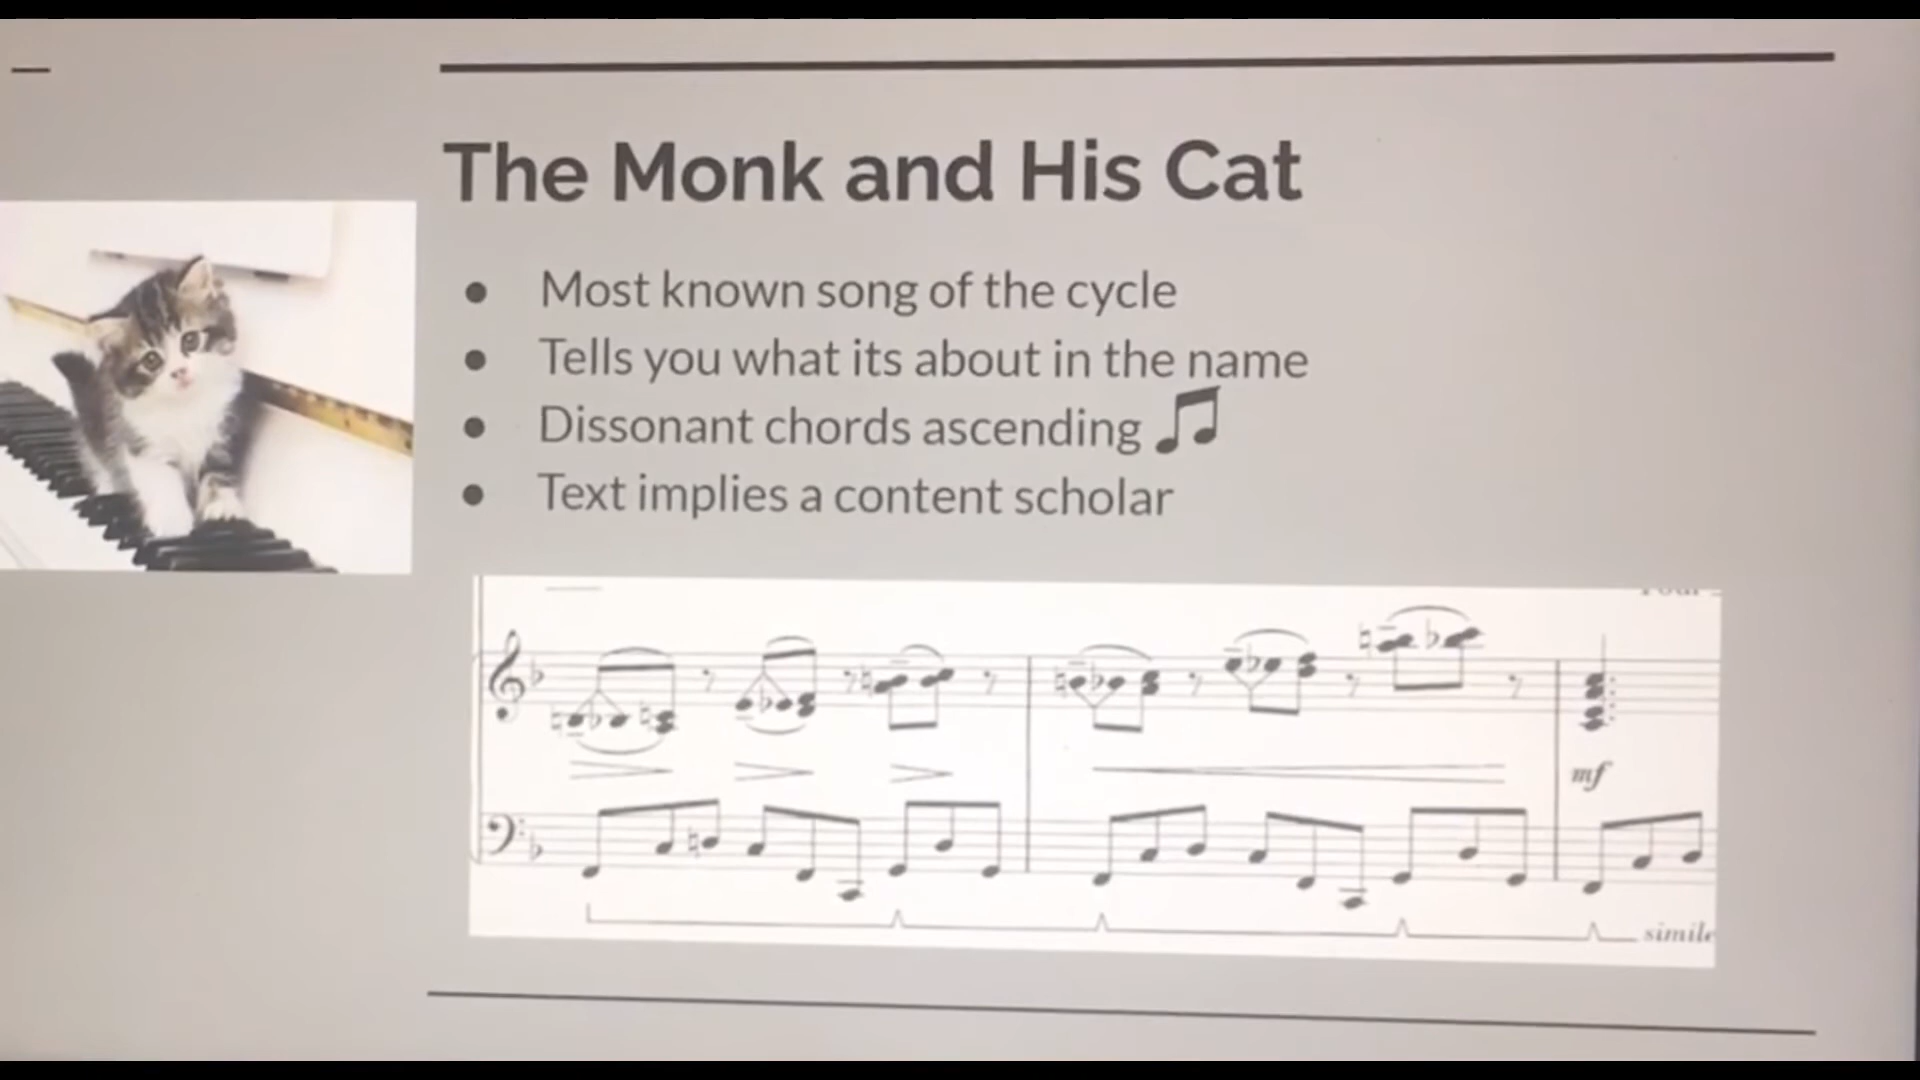 The Monk and His Cat
● Most known song of the cycle
● Tells you what its about in the name
● Dissonant chords ascending
● Text implies a content scholar
mf
simile